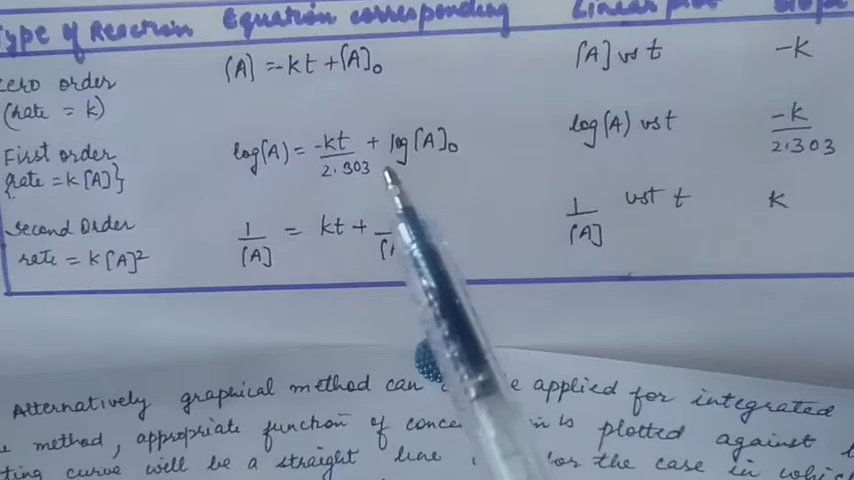 Type of Reaction Equation corresponding Linear plot Slope
zero order (rate = k) [A] = -kt + [A]₀ [A] vs t -k
First order {rate = k[A]} log[A] = -kt/2.303 + log[A]₀ log[A] vs t -k/2.303
Second Order rate = k[A]² 1/[A] = kt + 1/[A] vs t k
Alternatively graphical method can be applied for integrated
method, appropriate function of is plotted against
curve will be a straight line for the case in which